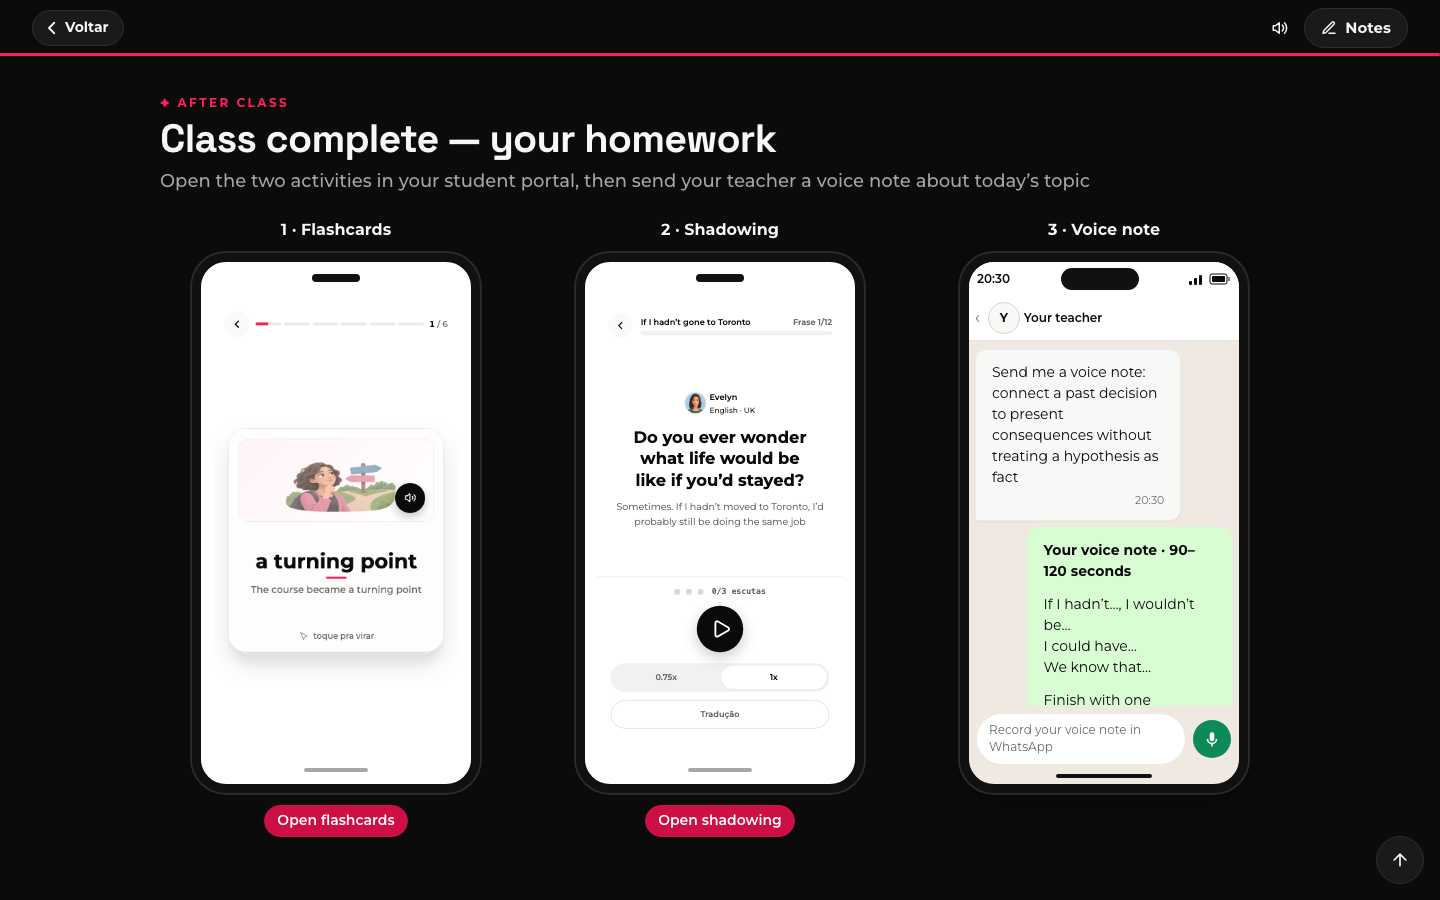 Voltar
Notes
AFTER CLASS
Class complete — your homework
Open the two activities in your student portal, then send your teacher a voice note about today’s topic
1 · Flashcards
1 / 6
a turning point
The course became a turning point
toque pra virar
Open flashcards
2 · Shadowing
If I hadn’t gone to Toronto
Frase 1/12
Evelyn
English · UK
Do you ever wonder
what life would be
like if you’d stayed?
Sometimes. If I hadn’t moved to Toronto, I’d
probably still be doing the same job
0/3 escutas
0.75x
1x
Tradução
Open shadowing
3 · Voice note
20:30
Y
Your teacher
Send me a voice note:
connect a past decision
to present
consequences without
treating a hypothesis as
fact
20:30
Your voice note · 90–
120 seconds
If I hadn’t…, I wouldn’t
be…
I could have…
We know that…
Finish with one
Record your voice note in
WhatsApp